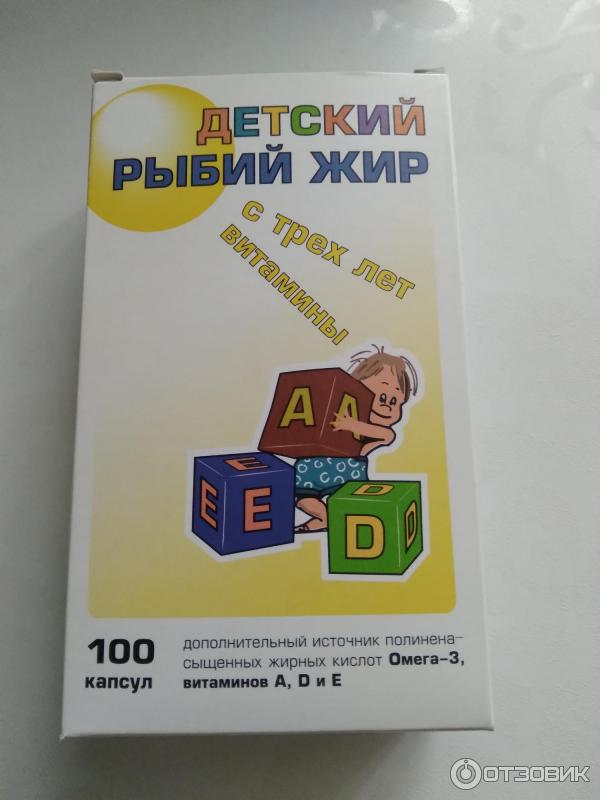 ДЕТСКИЙ
РЫБИЙ ЖИР
с трех лет
витамины
A A
E E E
D D D
100
капсул
дополнительный источник полинена-
сыщенных жирных кислот Омега-3,
витаминов A, D и E
ОТЗОВИК